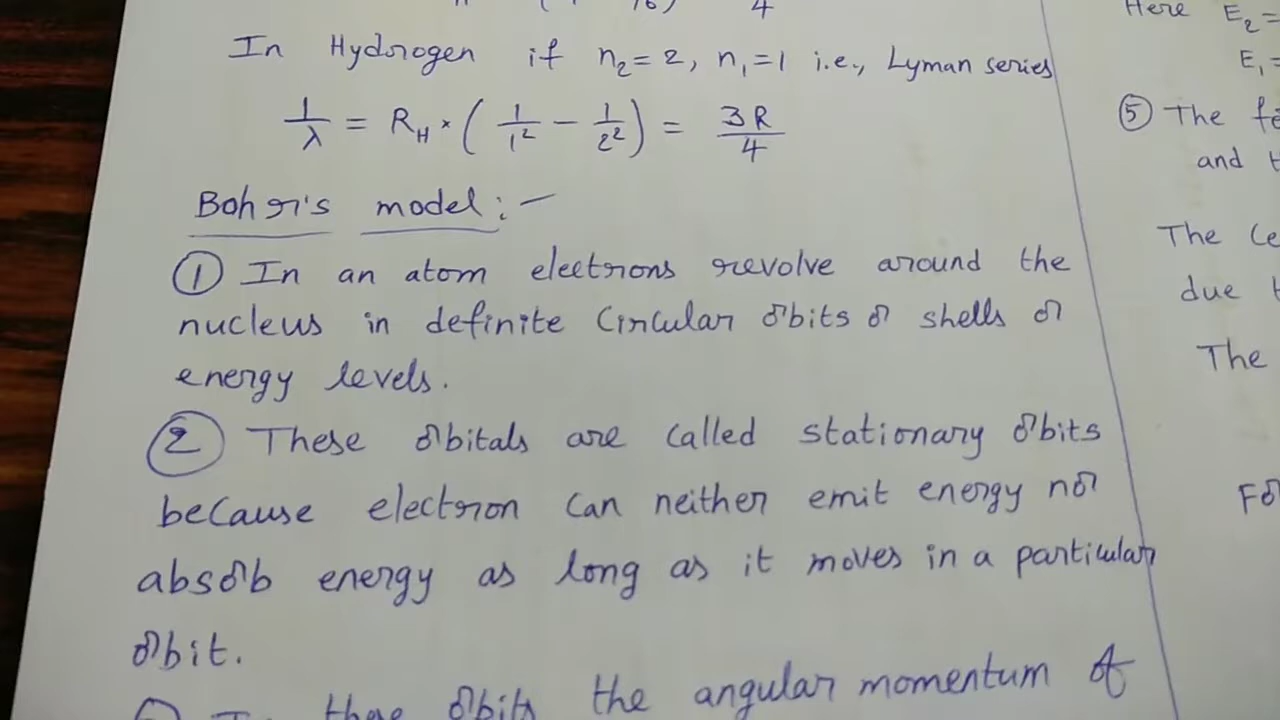 In Hydrogen if n₂=2, n₁=1 i.e., Lyman series
1/λ = R_H × ( 1/1² − 1/2² ) = 3R/4
Bohr's model :-
① In an atom electrons revolve around the
nucleus in definite Circular orbits or shells or
energy levels.
② These orbitals are called stationary orbits
because electron can neither emit energy nor
absorb energy as long as it moves in a particular
orbit.
orbits the angular momentum of
Here E₂ =
E₁ =
⑤ The
and
The
due
The